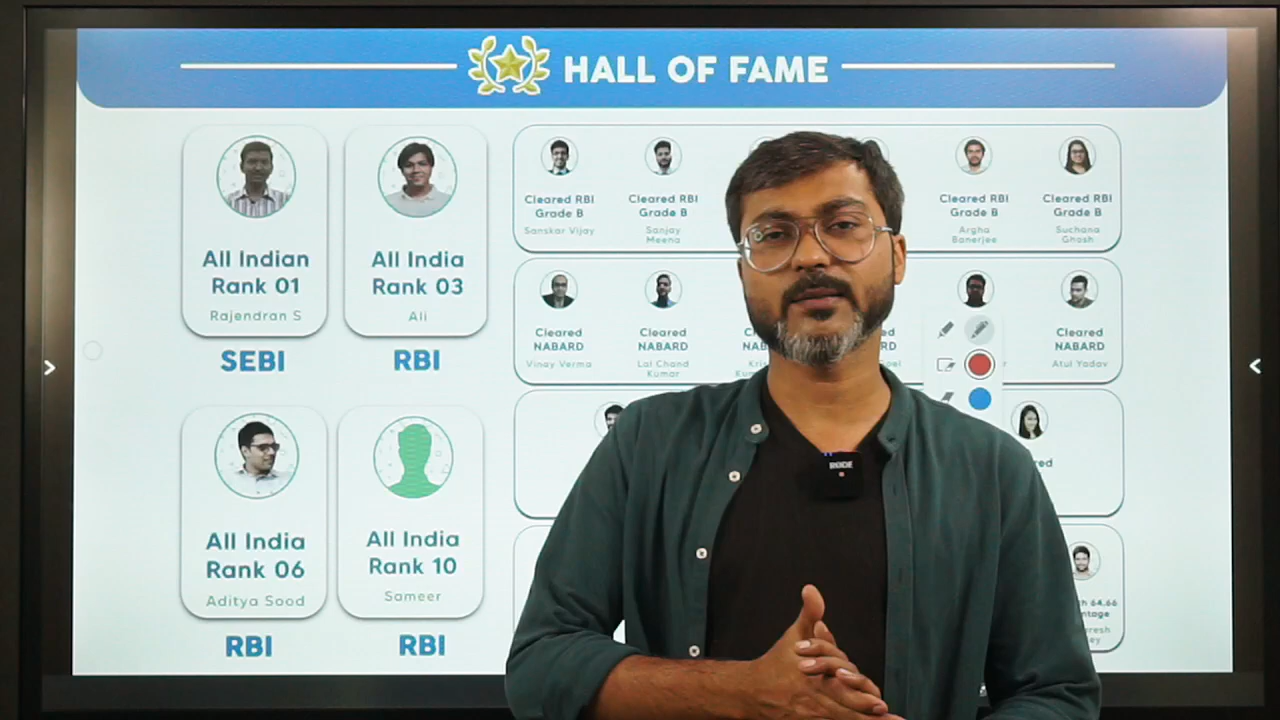 HALL OF FAME
All Indian
Rank 01
Rajendran S
SEBI
All India
Rank 03
Ali
RBI
Cleared RBI
Grade B
Sanskar Vijay
Cleared RBI
Grade B
Sanjay
Meena
Cleared RBI
Grade B
Argha
Banerjee
Cleared RBI
Grade B
Suchana
Ghosh
Cleared
NABARD
Vinay Verma
Cleared
NABARD
Lal Chand
Kumar
Cleared
NABARD
Atul Yadav
All India
Rank 06
Aditya Sood
RBI
All India
Rank 10
Sameer
RBI
64.66